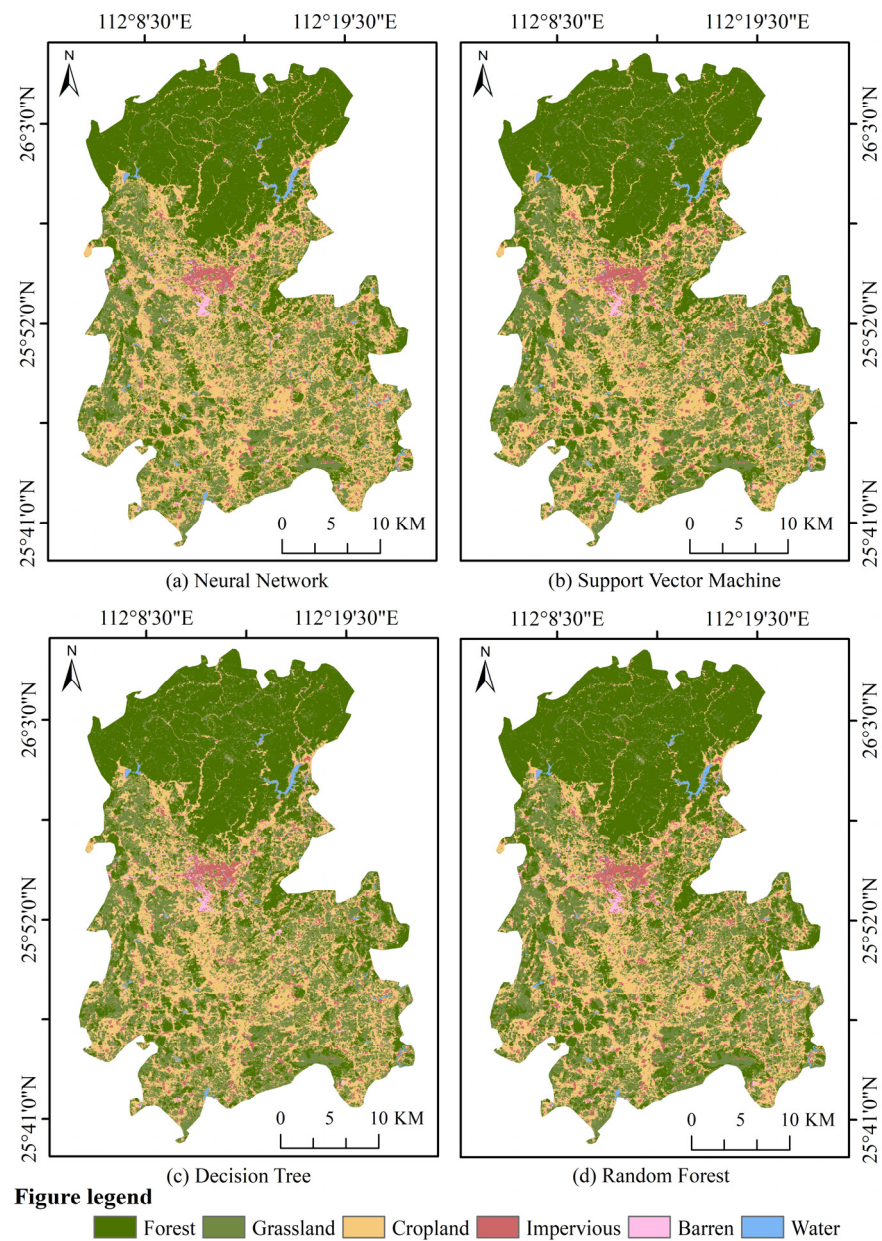 112°8'30"E 112°19'30"E 112°8'30"E 112°19'30"E
N N
26°3'0"N 26°3'0"N
25°52'0"N 25°52'0"N
25°41'0"N 25°41'0"N
0 5 10 KM 0 5 10 KM
(a) Neural Network (b) Support Vector Machine
112°8'30"E 112°19'30"E 112°8'30"E 112°19'30"E
N N
26°3'0"N 26°3'0"N
25°52'0"N 25°52'0"N
25°41'0"N 25°41'0"N
0 5 10 KM 0 5 10 KM
(c) Decision Tree (d) Random Forest
Figure legend
Forest Grassland Cropland Impervious Barren Water